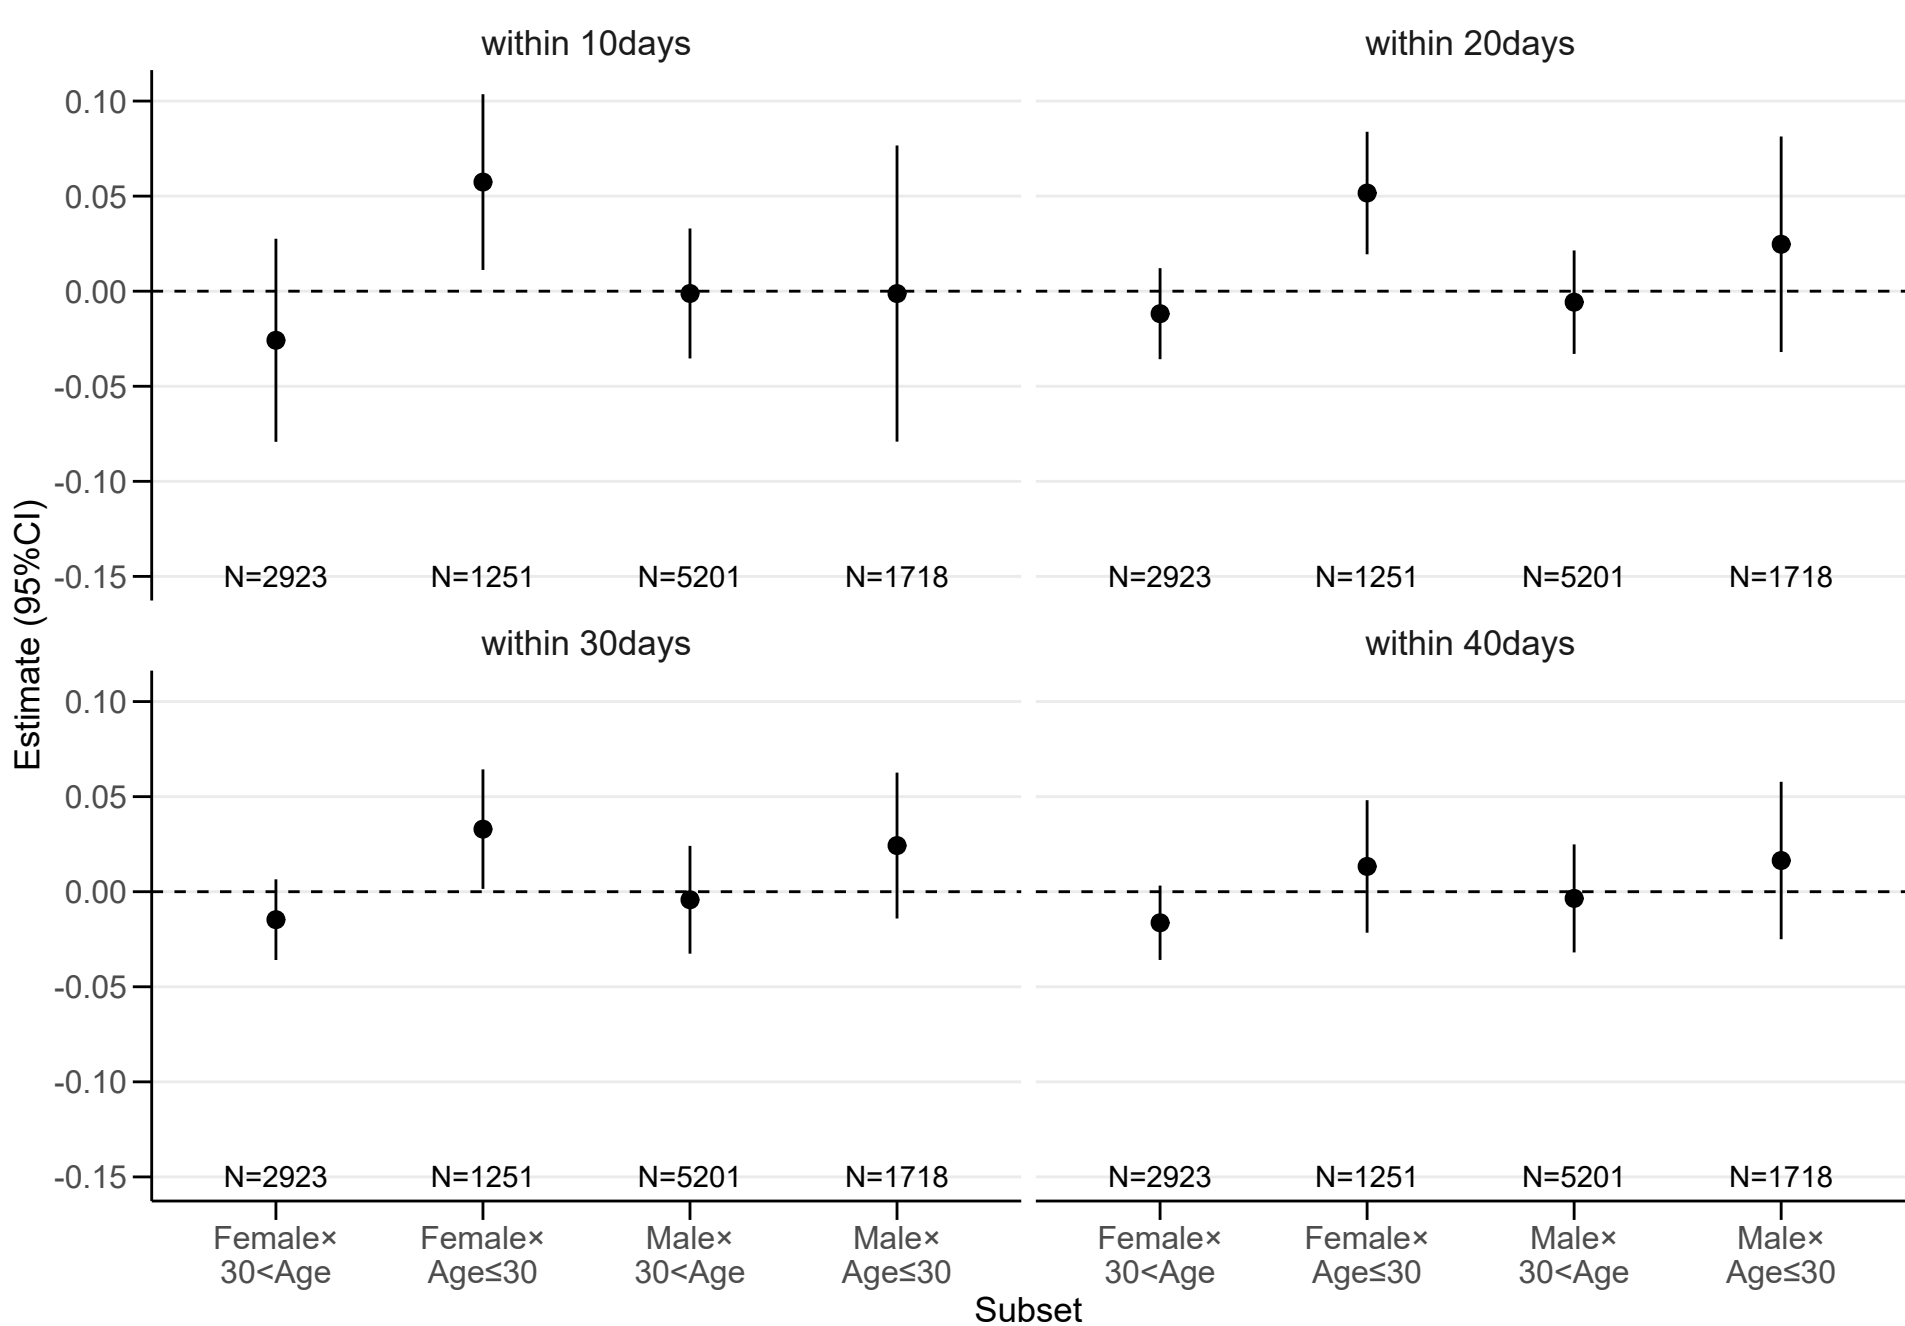 within 10days
within 20days
0.10
0.05
0.00
-0.05
-0.10
-0.15
N=2923 N=1251 N=5201 N=1718
N=2923 N=1251 N=5201 N=1718
Estimate (95%CI)
within 30days
within 40days
0.10
0.05
0.00
-0.05
-0.10
-0.15
N=2923 N=1251 N=5201 N=1718
N=2923 N=1251 N=5201 N=1718
Female×
30<Age
Female×
Age≤30
Male×
30<Age
Male×
Age≤30
Female×
30<Age
Female×
Age≤30
Male×
30<Age
Male×
Age≤30
Subset